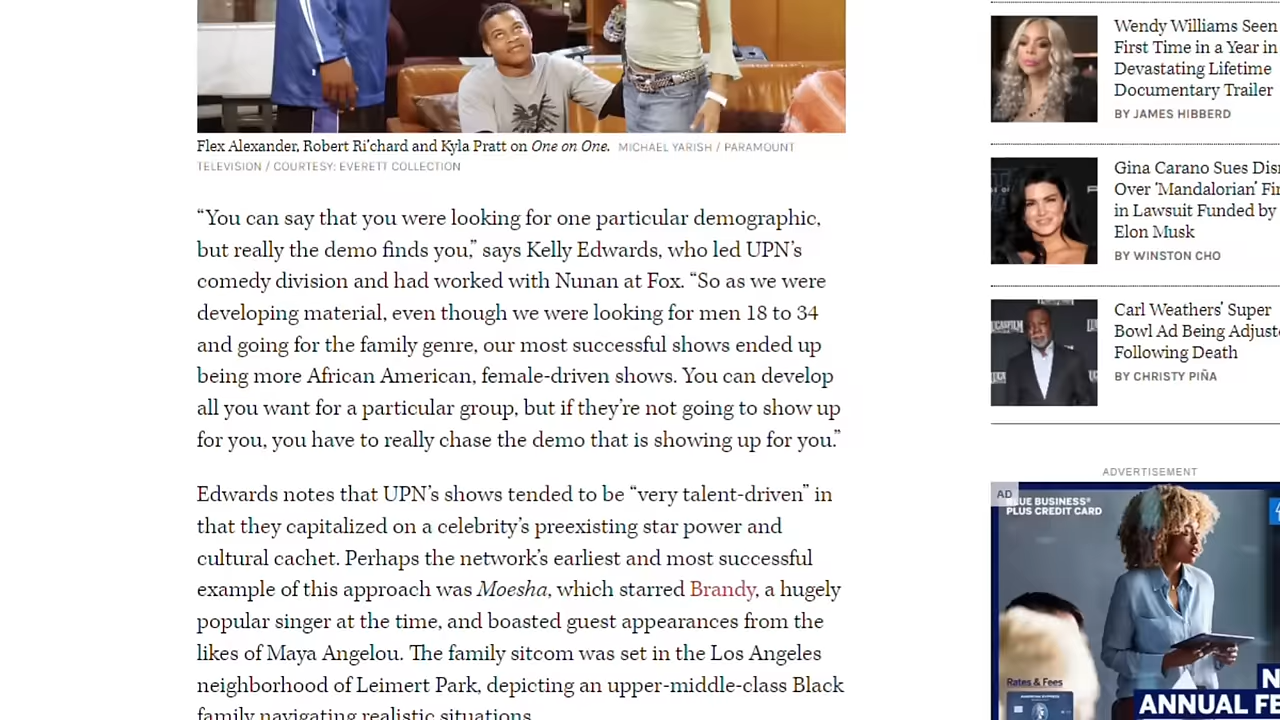 Flex Alexander, Robert Ri’chard and Kyla Pratt on One on One. MICHAEL YARISH / PARAMOUNT
TELEVISION / COURTESY: EVERETT COLLECTION
“You can say that you were looking for one particular demographic,
but really the demo finds you,” says Kelly Edwards, who led UPN’s
comedy division and had worked with Nunan at Fox. “So as we were
developing material, even though we were looking for men 18 to 34
and going for the family genre, our most successful shows ended up
being more African American, female-driven shows. You can develop
all you want for a particular group, but if they’re not going to show up
for you, you have to really chase the demo that is showing up for you.”
Edwards notes that UPN’s shows tended to be “very talent-driven” in
that they capitalized on a celebrity’s preexisting star power and
cultural cachet. Perhaps the network’s earliest and most successful
example of this approach was Moesha, which starred Brandy, a hugely
popular singer at the time, and boasted guest appearances from the
likes of Maya Angelou. The family sitcom was set in the Los Angeles
neighborhood of Leimert Park, depicting an upper-middle-class Black
family navigating realistic situations
Wendy Williams Seen
First Time in a Year in
Devastating Lifetime
Documentary Trailer
BY JAMES HIBBERD
Gina Carano Sues Dis
Over ‘Mandalorian’ Fir
in Lawsuit Funded by
Elon Musk
BY WINSTON CHO
Carl Weathers’ Super
Bowl Ad Being Adjuste
Following Death
BY CHRISTY PIÑA
ADVERTISEMENT
AD
BLUE BUSINESS®
PLUS CREDIT CARD
Rates & Fees
N
ANNUAL FE